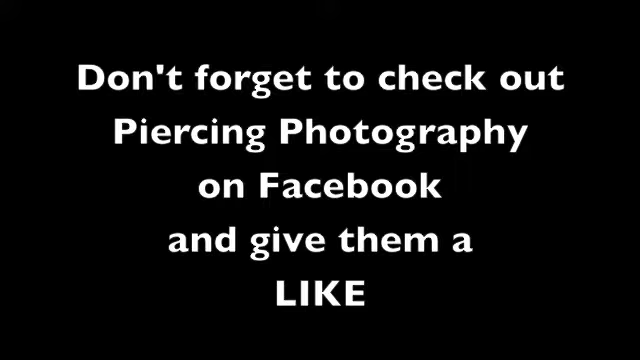 Don't forget to check out
Piercing Photography
on Facebook
and give them a
LIKE